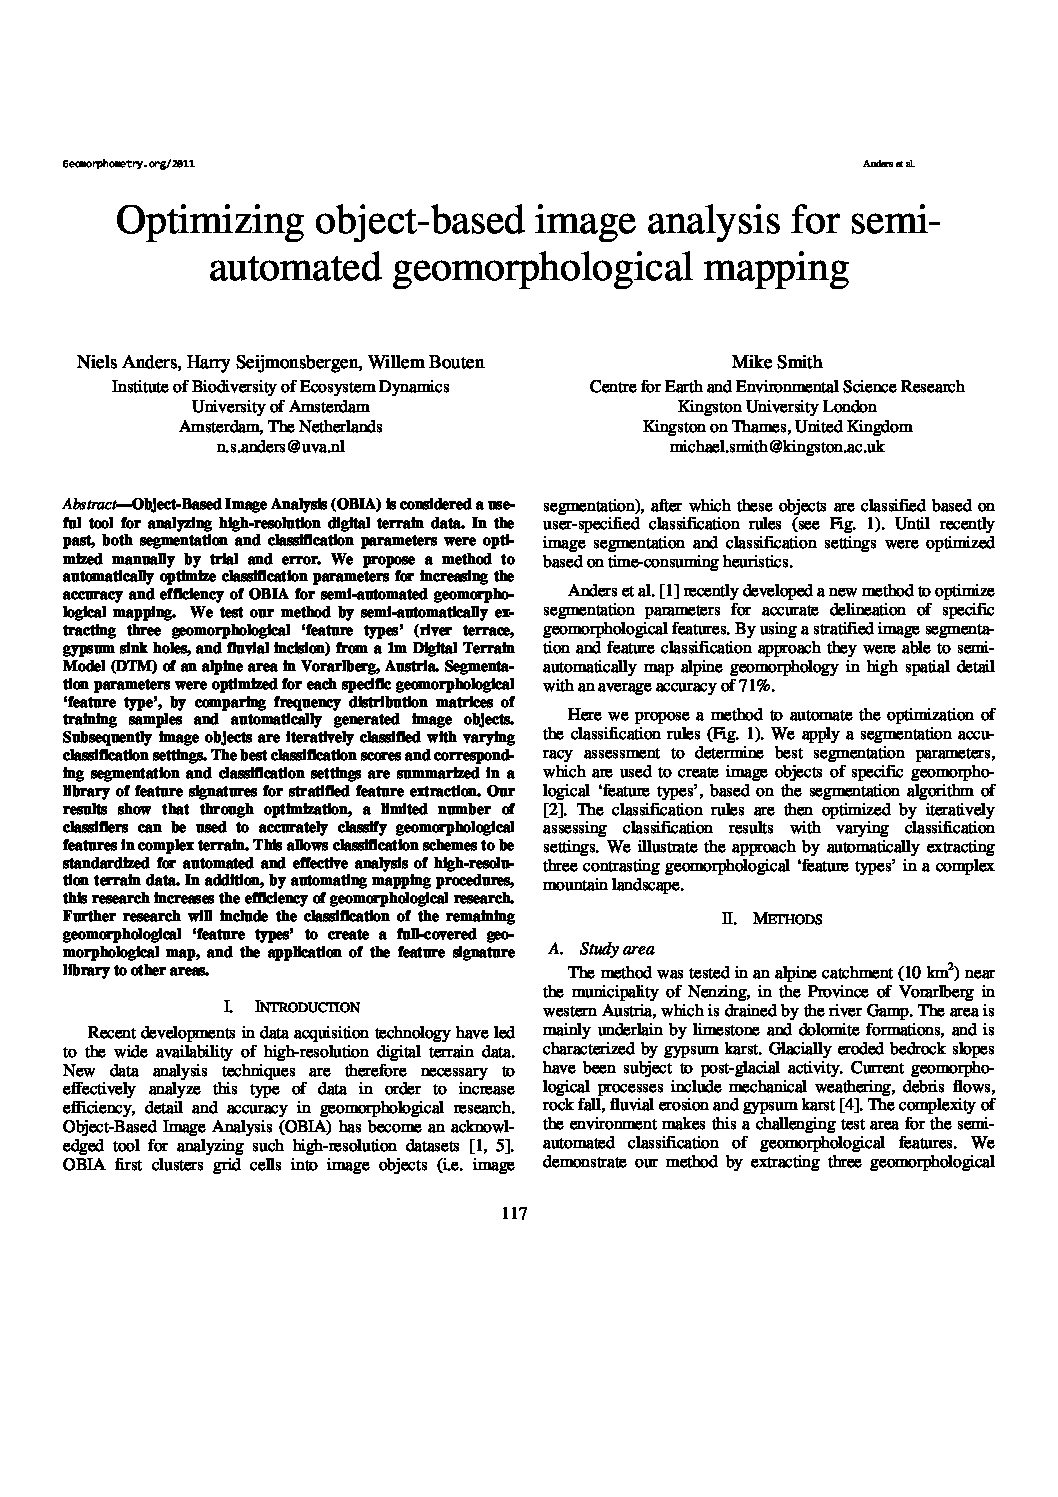 Geomorphometry.org/2011
Anders et al.
Optimizing object-based image analysis for semi-
automated geomorphological mapping
Niels Anders, Harry Seijmonsbergen, Willem Bouten
Institute of Biodiversity of Ecosystem Dynamics
University of Amsterdam
Amsterdam, The Netherlands
n.s.anders@uva.nl
Mike Smith
Centre for Earth and Environmental Science Research
Kingston University London
Kingston on Thames, United Kingdom
michael.smith@kingston.ac.uk
Abstract—Object-Based Image Analysis (OBIA) is considered a use-
ful tool for analyzing high-resolution digital terrain data. In the
past, both segmentation and classification parameters were opti-
mized manually by trial and error. We propose a method to
automatically optimize classification parameters for increasing the
accuracy and efficiency of OBIA for semi-automated geomorpho-
logical mapping. We test our method by semi-automatically ex-
tracting three geomorphological ‘feature types’ (river terrace,
gypsum sink holes, and fluvial incision) from a 1m Digital Terrain
Model (DTM) of an alpine area in Vorarlberg, Austria. Segmenta-
tion parameters were optimized for each specific geomorphological
‘feature type’, by comparing frequency distribution matrices of
training samples and automatically generated image objects.
Subsequently image objects are iteratively classified with varying
classification settings. The best classification scores and correspond-
ing segmentation and classification settings are summarized in a
library of feature signatures for stratified feature extraction. Our
results show that through optimization, a limited number of
classifiers can be used to accurately classify geomorphological
features in complex terrain. This allows classification schemes to be
standardized for automated and effective analysis of high-resolu-
tion terrain data. In addition, by automating mapping procedures,
this research increases the efficiency of geomorphological research.
Further research will include the classification of the remaining
geomorphological ‘feature types’ to create a full-covered geo-
morphological map, and the application of the feature signature
library to other areas.
I. INTRODUCTION
Recent developments in data acquisition technology have led
to the wide availability of high-resolution digital terrain data.
New data analysis techniques are therefore necessary to
effectively analyze this type of data in order to increase
efficiency, detail and accuracy in geomorphological research.
Object-Based Image Analysis (OBIA) has become an acknowl-
edged tool for analyzing such high-resolution datasets [1, 5].
OBIA first clusters grid cells into image objects (i.e. image
segmentation), after which these objects are classified based on
user-specified classification rules (see Fig. 1). Until recently
image segmentation and classification settings were optimized
based on time-consuming heuristics.
Anders et al. [1] recently developed a new method to optimize
segmentation parameters for accurate delineation of specific
geomorphological features. By using a stratified image segmenta-
tion and feature classification approach they were able to semi-
automatically map alpine geomorphology in high spatial detail
with an average accuracy of 71%.
Here we propose a method to automate the optimization of
the classification rules (Fig. 1). We apply a segmentation accu-
racy assessment to determine best segmentation parameters,
which are used to create image objects of specific geomorpho-
logical ‘feature types’, based on the segmentation algorithm of
[2]. The classification rules are then optimized by iteratively
assessing classification results with varying classification
settings. We illustrate the approach by automatically extracting
three contrasting geomorphological ‘feature types’ in a complex
mountain landscape.
II. METHODS
A. Study area
The method was tested in an alpine catchment (10 km²) near
the municipality of Nenzing, in the Province of Vorarlberg in
western Austria, which is drained by the river Gamp. The area is
mainly underlain by limestone and dolomite formations, and is
characterized by gypsum karst. Glacially eroded bedrock slopes
have been subject to post-glacial activity. Current geomorpho-
logical processes include mechanical weathering, debris flows,
rock fall, fluvial erosion and gypsum karst [4]. The complexity of
the environment makes this a challenging test area for the semi-
automated classification of geomorphological features. We
demonstrate our method by extracting three geomorphological
117